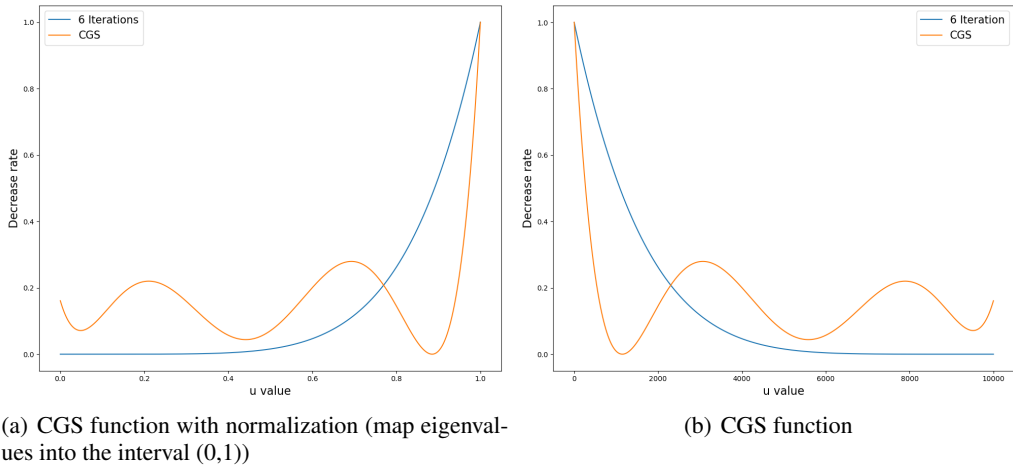 6 Iterations
CGS
1.0
0.8
0.6
0.4
0.2
0.0
Decrease rate
0.0 0.2 0.4 0.6 0.8 1.0
u value
(a) CGS function with normalization (map eigenval-
ues into the interval (0,1))
6 Iteration
CGS
1.0
0.8
0.6
0.4
0.2
0.0
Decrease rate
0 2000 4000 6000 8000 10000
u value
(b) CGS function